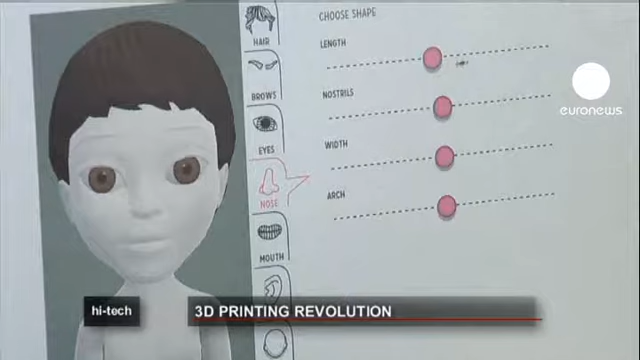 CHOOSE SHAPE
HAIR
LENGTH
BROWS
NOSTRILS
euronews
EYES
WIDTH
NOSE
ARCH
MOUTH
hi-tech
3D PRINTING REVOLUTION